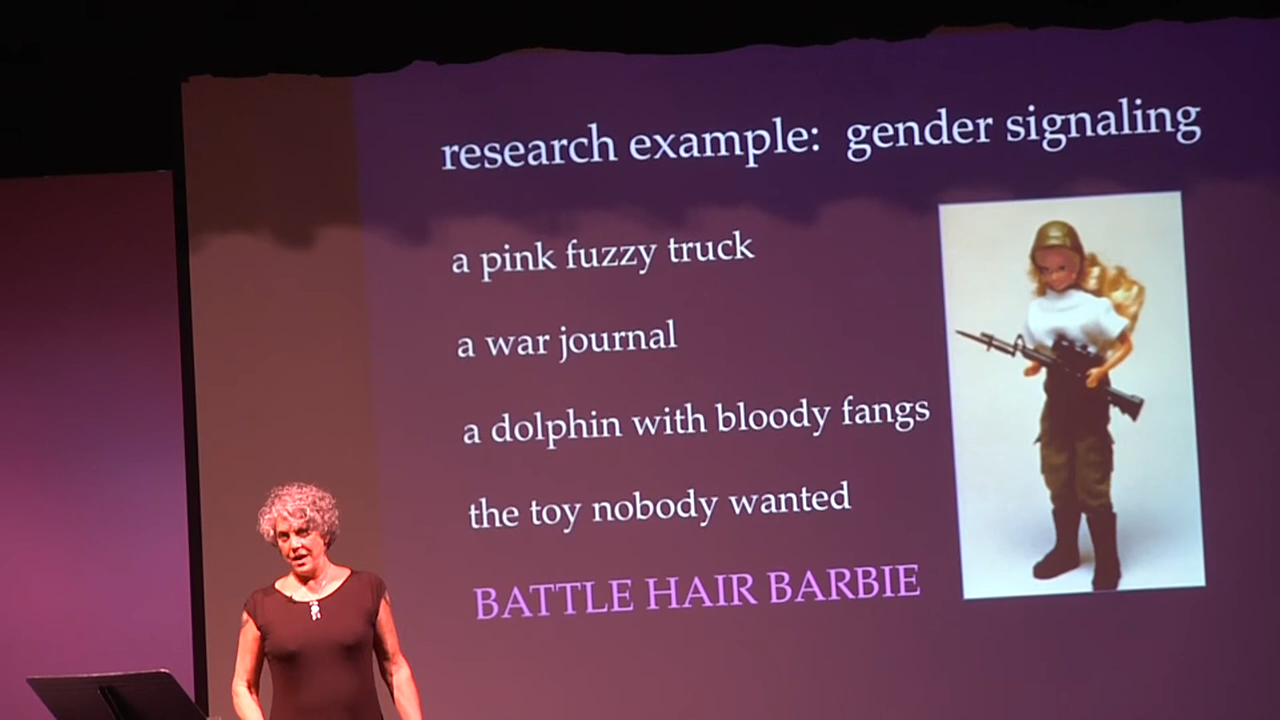 research example: gender signaling
a pink fuzzy truck
a war journal
a dolphin with bloody fangs
the toy nobody wanted
BATTLE HAIR BARBIE